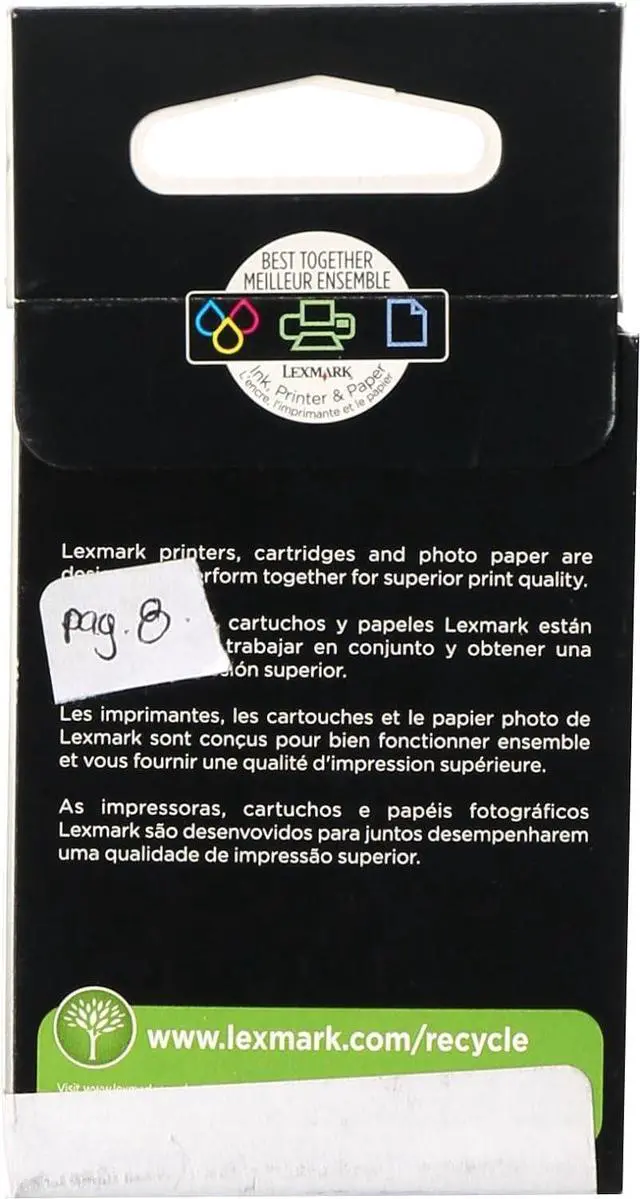 BEST TOGETHER
MEILLEUR ENSEMBLE
LEXMARK
Ink, Printer & Paper
L'encre, l'imprimante et le papier
Lexmark printers, cartridges and photo paper are
rform together for superior print quality.
pag. 8.
cartuchos y papeles Lexmark están
trabajar en conjunto y obtener una
ión superior.
Les imprimantes, les cartouches et le papier photo de
Lexmark sont conçus pour bien fonctionner ensemble
et vous fournir une qualité d'impression supérieure.
As impressoras, cartuchos e papéis fotográficos
Lexmark são desenvovidos para juntos desempenharem
uma qualidade de impressão superior.
www.lexmark.com/recycle
Visit